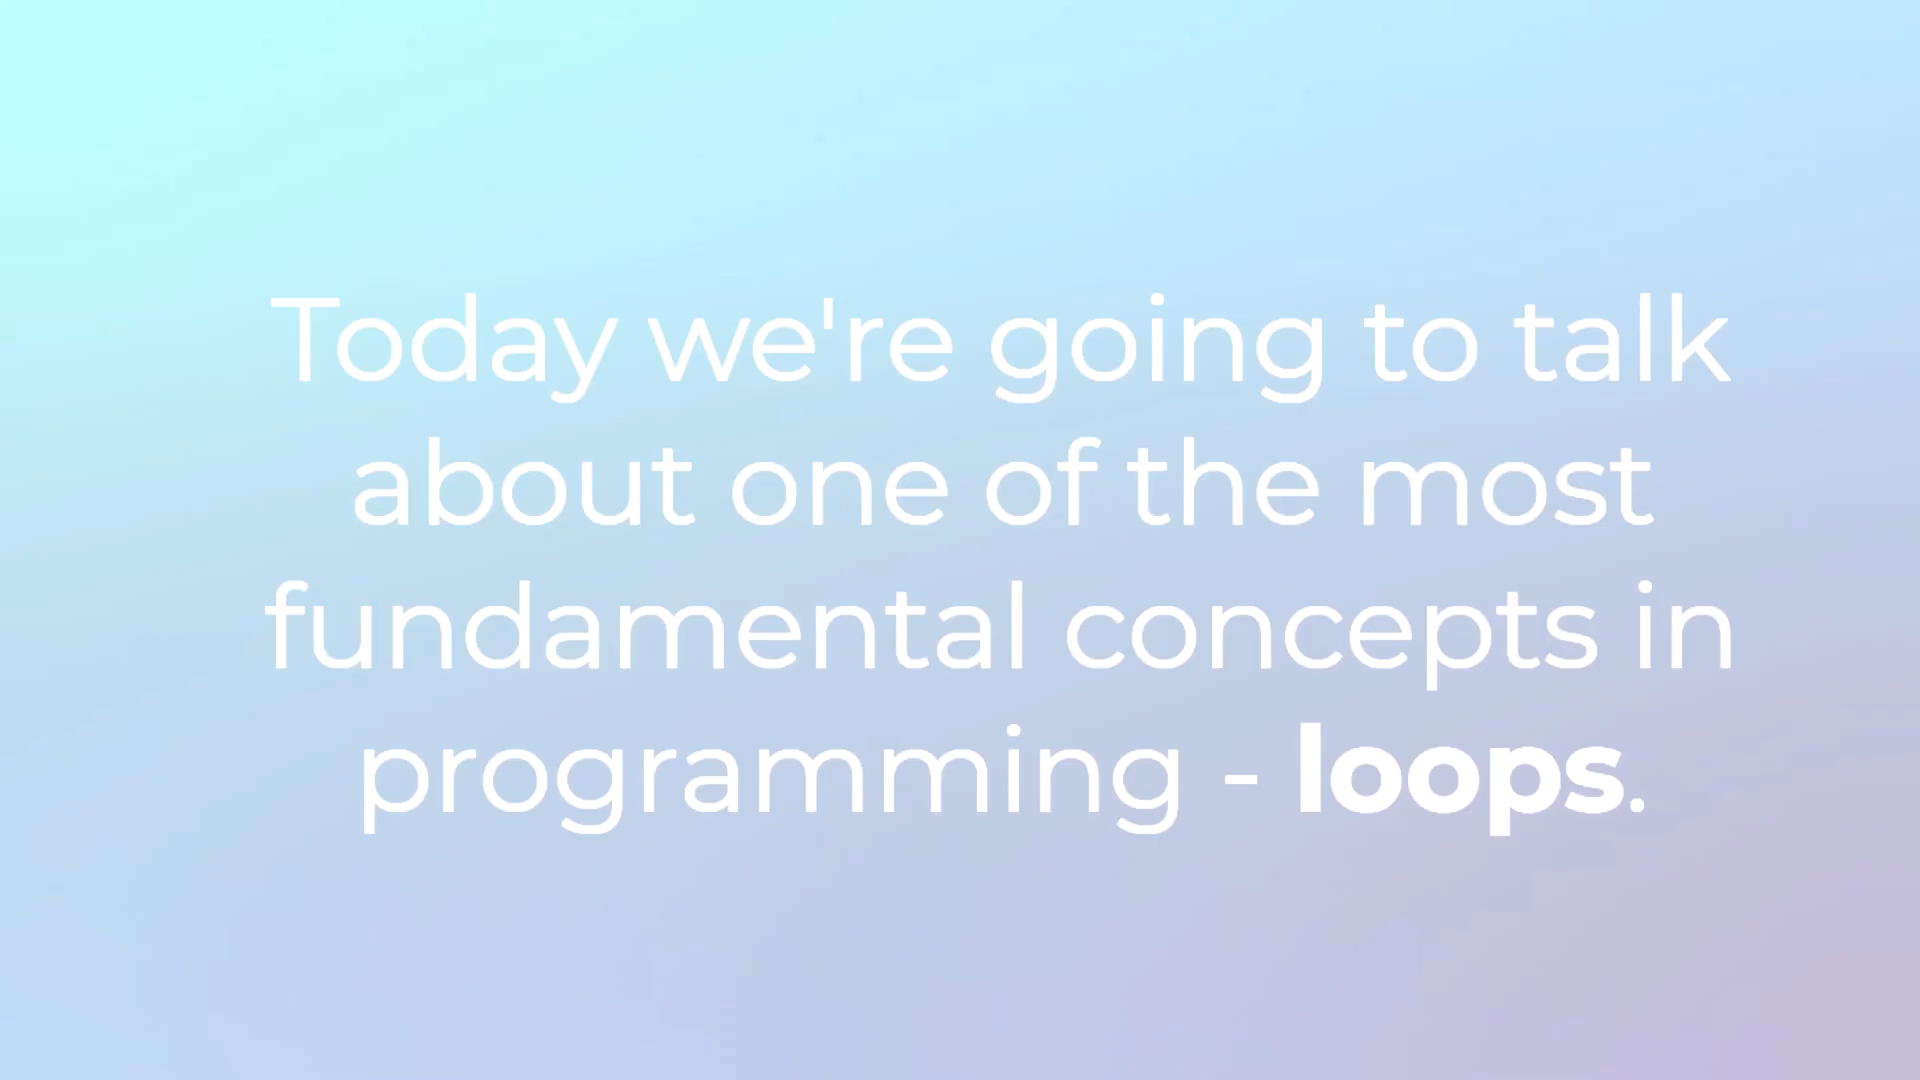 Today we're going to talk
about one of the most
fundamental concepts in
programming - loops.